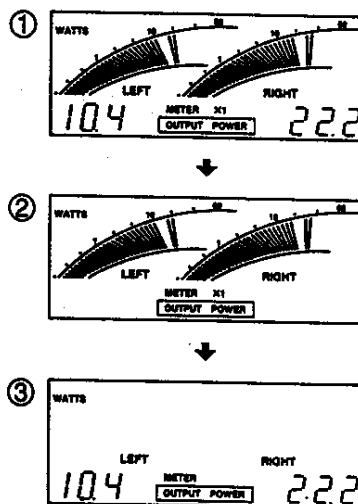 ①
WATTS
10
50
10
50
LEFT
RIGHT
10.4
METER X1
22.2
OUTPUT POWER
②
WATTS
10
50
10
50
LEFT
RIGHT
METER X1
OUTPUT POWER
③
WATTS
LEFT
RIGHT
10.4
METER
2.2.2
OUTPUT POWER